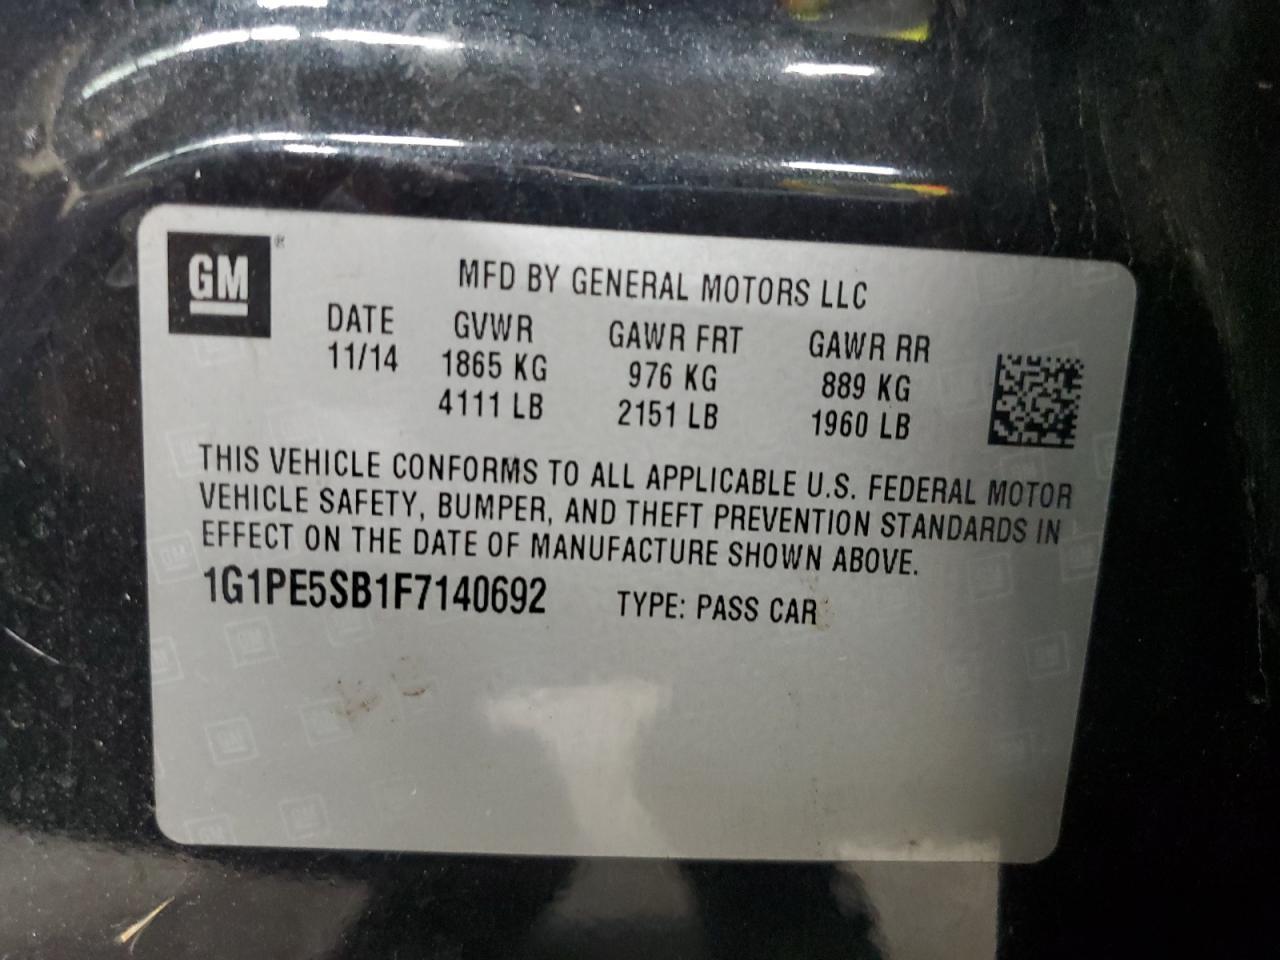 GM ®
MFD BY GENERAL MOTORS LLC
DATE GVWR GAWR FRT GAWR RR
11/14 1865 KG 976 KG 889 KG
4111 LB 2151 LB 1960 LB
THIS VEHICLE CONFORMS TO ALL APPLICABLE U.S. FEDERAL MOTOR
VEHICLE SAFETY, BUMPER, AND THEFT PREVENTION STANDARDS IN
EFFECT ON THE DATE OF MANUFACTURE SHOWN ABOVE.
1G1PE5SB1F7140692 TYPE: PASS CAR